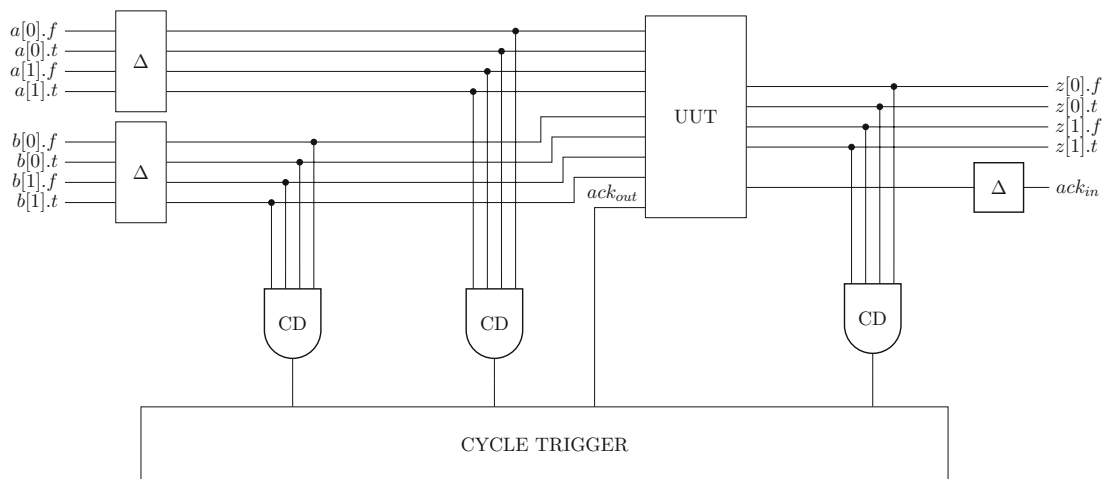 a[0].f
a[0].t
a[1].f
a[1].t
Δ
b[0].f
b[0].t
b[1].f
b[1].t
Δ
ack_out
UUT
z[0].f
z[0].t
z[1].f
z[1].t
Δ
ack_in
CD
CD
CD
CYCLE TRIGGER